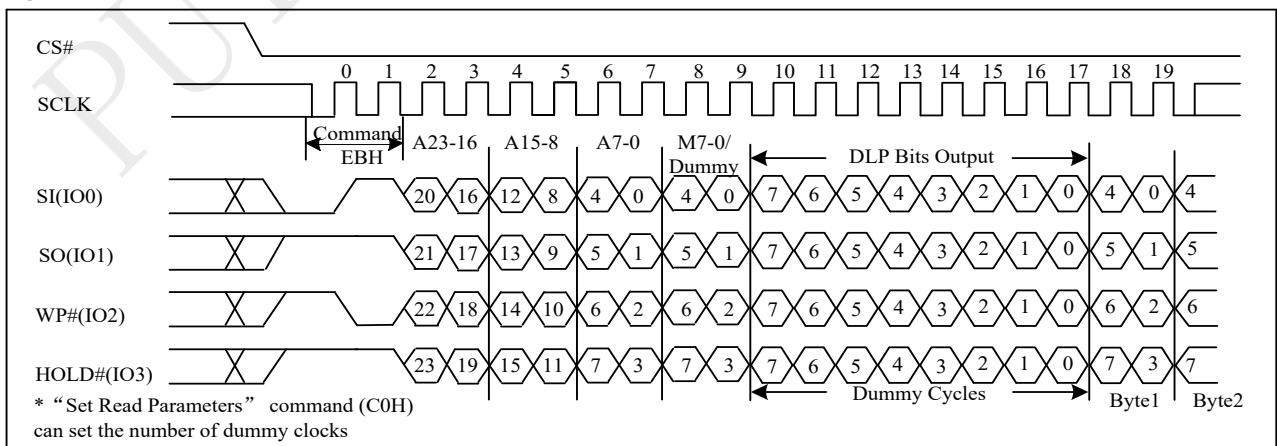 CS#
0 1 2 3 4 5 6 7 8 9 10 11 12 13 14 15 16 17 18 19
SCLK
Command
EBH
A23-16 A15-8 A7-0 M7-0/
Dummy
DLP Bits Output
SI(IO0) 20 16 12 8 4 0 4 0 7 6 5 4 3 2 1 0 4 0 4
SO(IO1) 21 17 13 9 5 1 5 1 7 6 5 4 3 2 1 0 5 1 5
WP#(IO2) 22 18 14 10 6 2 6 2 7 6 5 4 3 2 1 0 6 2 6
HOLD#(IO3) 23 19 15 11 7 3 7 3 7 6 5 4 3 2 1 0 7 3 7
Dummy Cycles
Byte1 Byte2
* “Set Read Parameters” command (C0H)
can set the number of dummy clocks